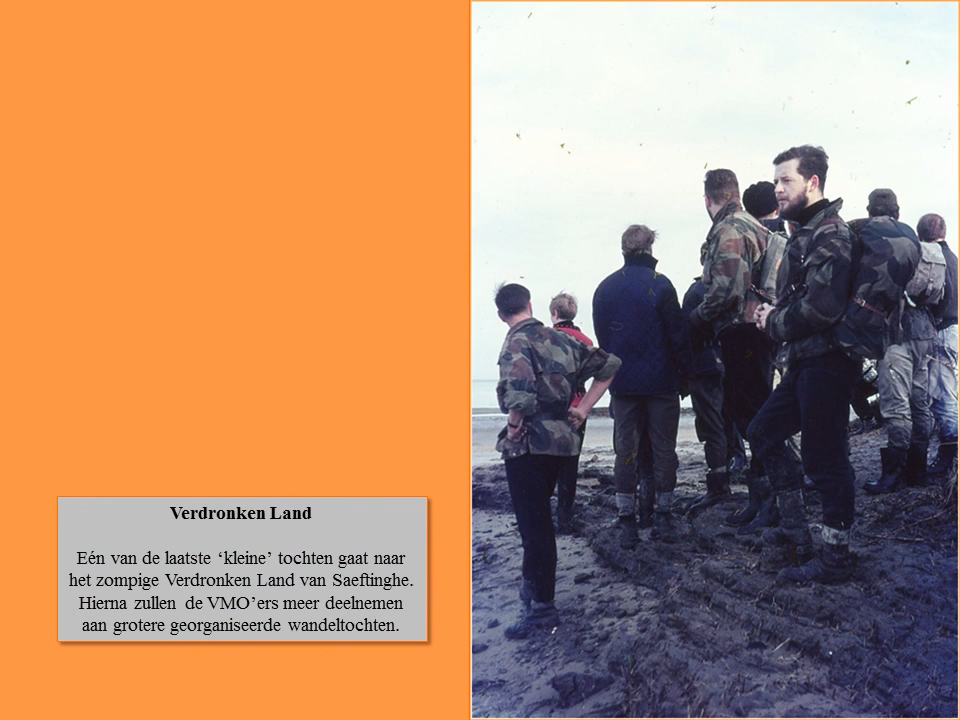 Verdronken Land
Eén van de laatste ‘kleine’ tochten gaat naar
het zompige Verdronken Land van Saeftinghe.
Hierna zullen  de VMO’ers meer deelnemen
aan grotere georganiseerde wandeltochten.